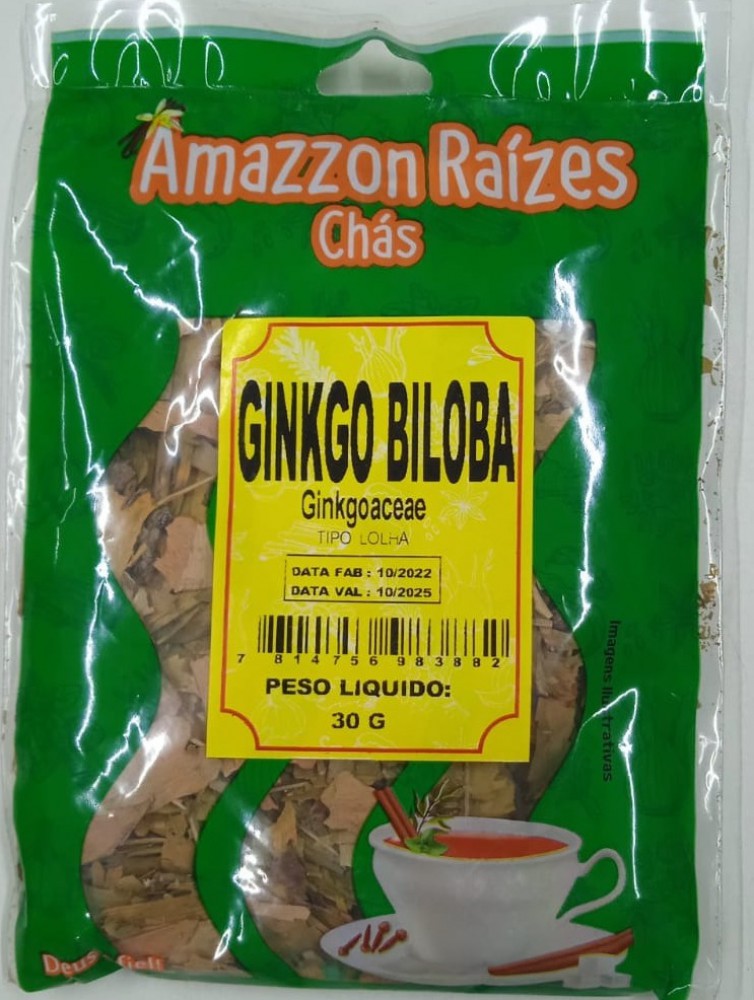 Amazzon Raízes
Chás
GINKGO BILOBA
Ginkgoaceae
TIPO LOLHA
DATA FAB : 10/2022
DATA VAL : 10/2025
7 814756 983882
PESO LIQUIDO:
30 G
Imagens ilustrativas
Deus